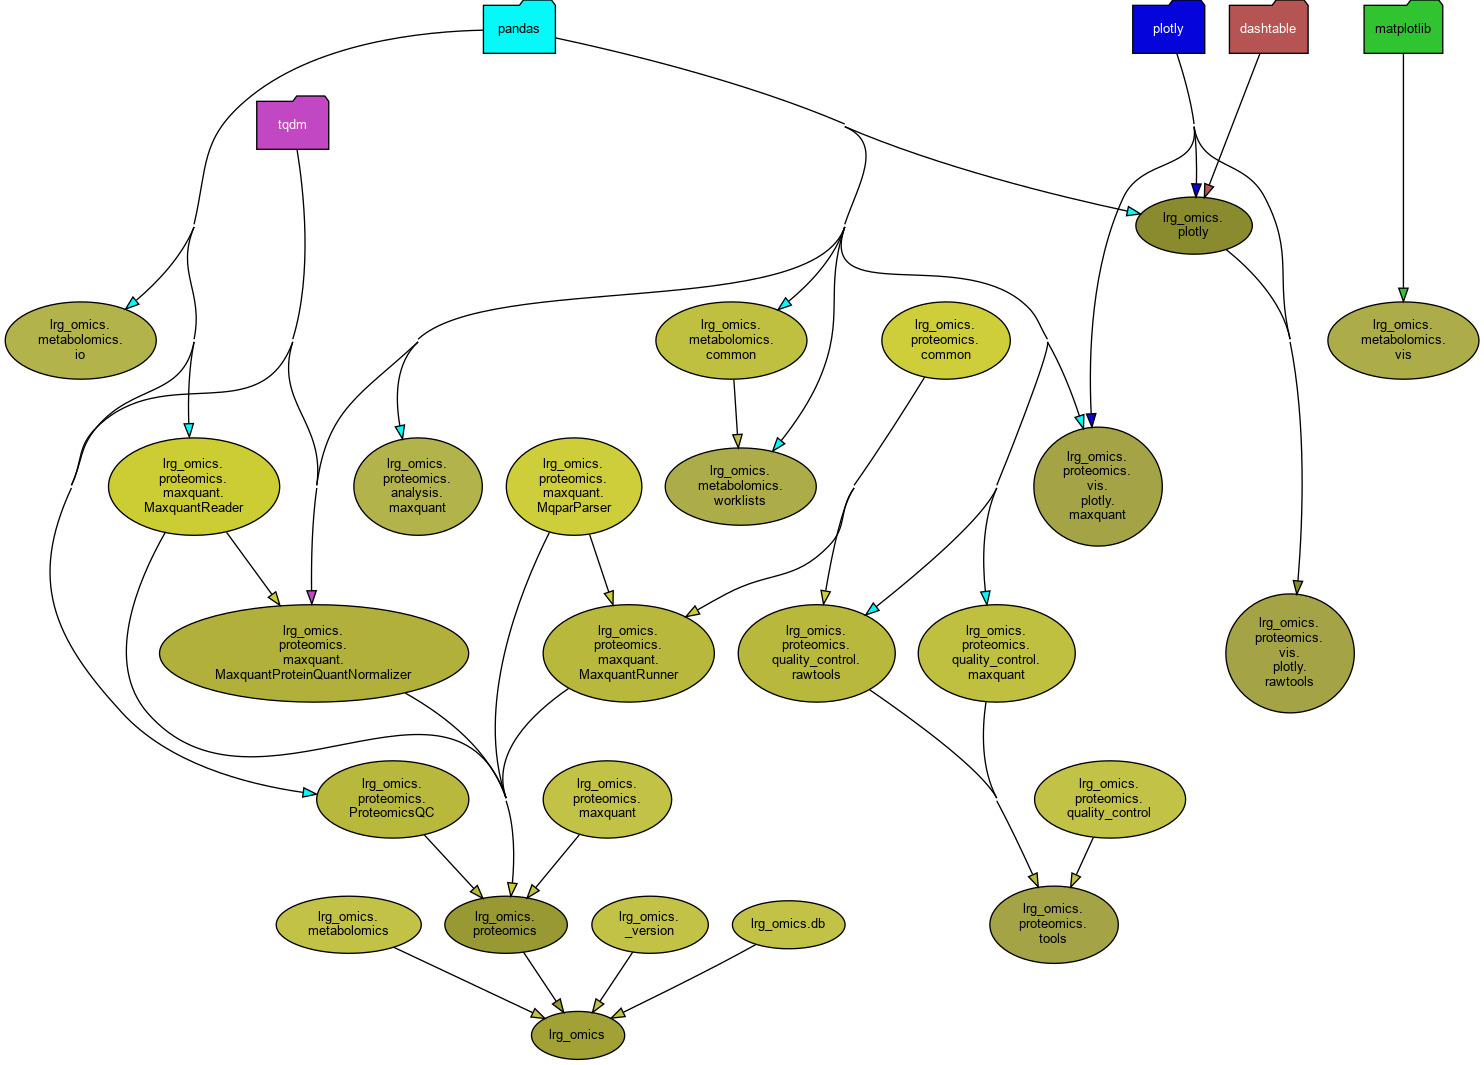 pandas
plotly
dashtable
matplotlib
tqdm
lrg_omics.
plotly
lrg_omics.
metabolomics.
io
lrg_omics.
metabolomics.
common
lrg_omics.
proteomics.
common
lrg_omics.
metabolomics.
vis
lrg_omics.
proteomics.
maxquant.
MaxquantReader
lrg_omics.
proteomics.
analysis.
maxquant
lrg_omics.
proteomics.
maxquant.
MqparParser
lrg_omics.
metabolomics.
worklists
lrg_omics.
proteomics.
vis.
plotly.
maxquant
lrg_omics.
proteomics.
maxquant.
MaxquantProteinQuantNormalizer
lrg_omics.
proteomics.
maxquant.
MaxquantRunner
lrg_omics.
proteomics.
quality_control.
rawtools
lrg_omics.
proteomics.
quality_control.
maxquant
lrg_omics.
proteomics.
vis.
plotly.
rawtools
lrg_omics.
proteomics.
ProteomicsQC
lrg_omics.
proteomics.
maxquant
lrg_omics.
proteomics.
quality_control
lrg_omics.
metabolomics
lrg_omics.
proteomics
lrg_omics.
_version
lrg_omics.db
lrg_omics.
proteomics.
tools
lrg_omics